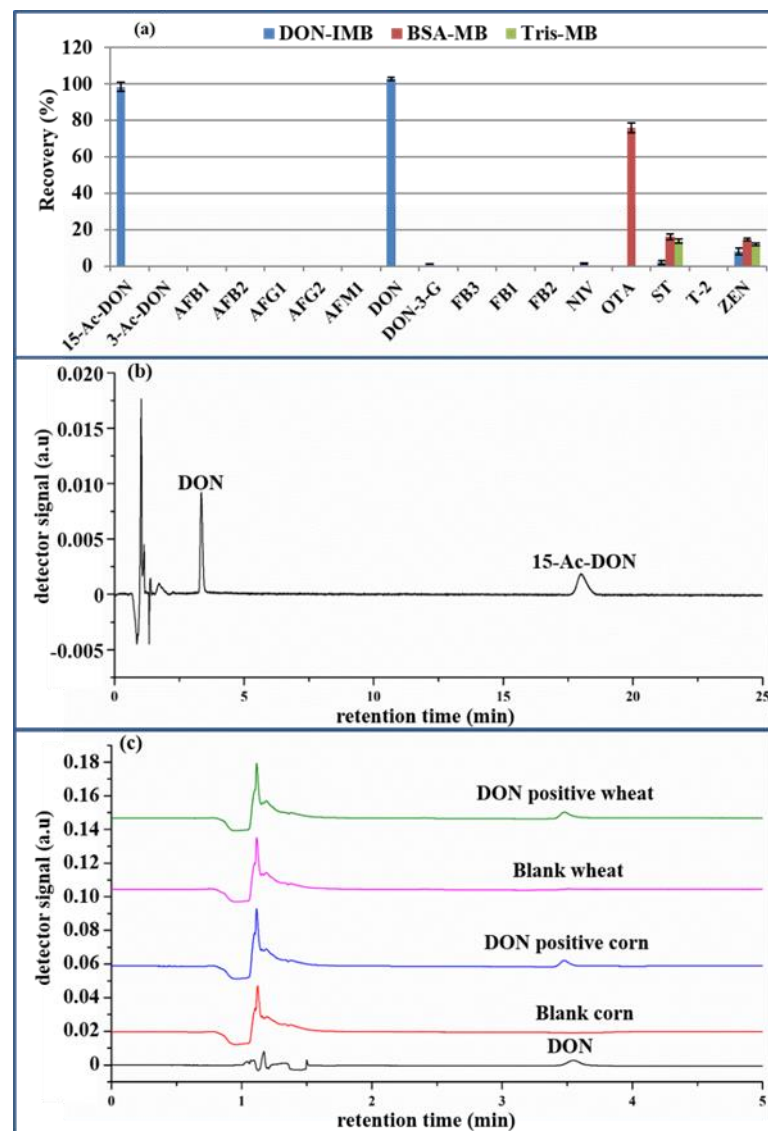 (a)
DON-IMB BSA-MB Tris-MB
Recovery (%)
120
100
80
60
40
20
0
15-Ac-DON 3-Ac-DON AFB1 AFB2 AFG1 AFG2 AFM1 DON DON-3-G FB3 FB1 FB2 NIV OTA ST T-2 ZEN
(b)
detector signal (a.u)
0.020
0.015
0.010
0.005
0
-0.005
DON
15-Ac-DON
0 5 10 15 20 25
retention time (min)
(c)
detector signal (a.u)
0.18
0.16
0.14
0.12
0.10
0.08
0.06
0.04
0.02
0
DON positive wheat
Blank wheat
DON positive corn
Blank corn
DON
0 1 2 3 4 5
retention time (min)